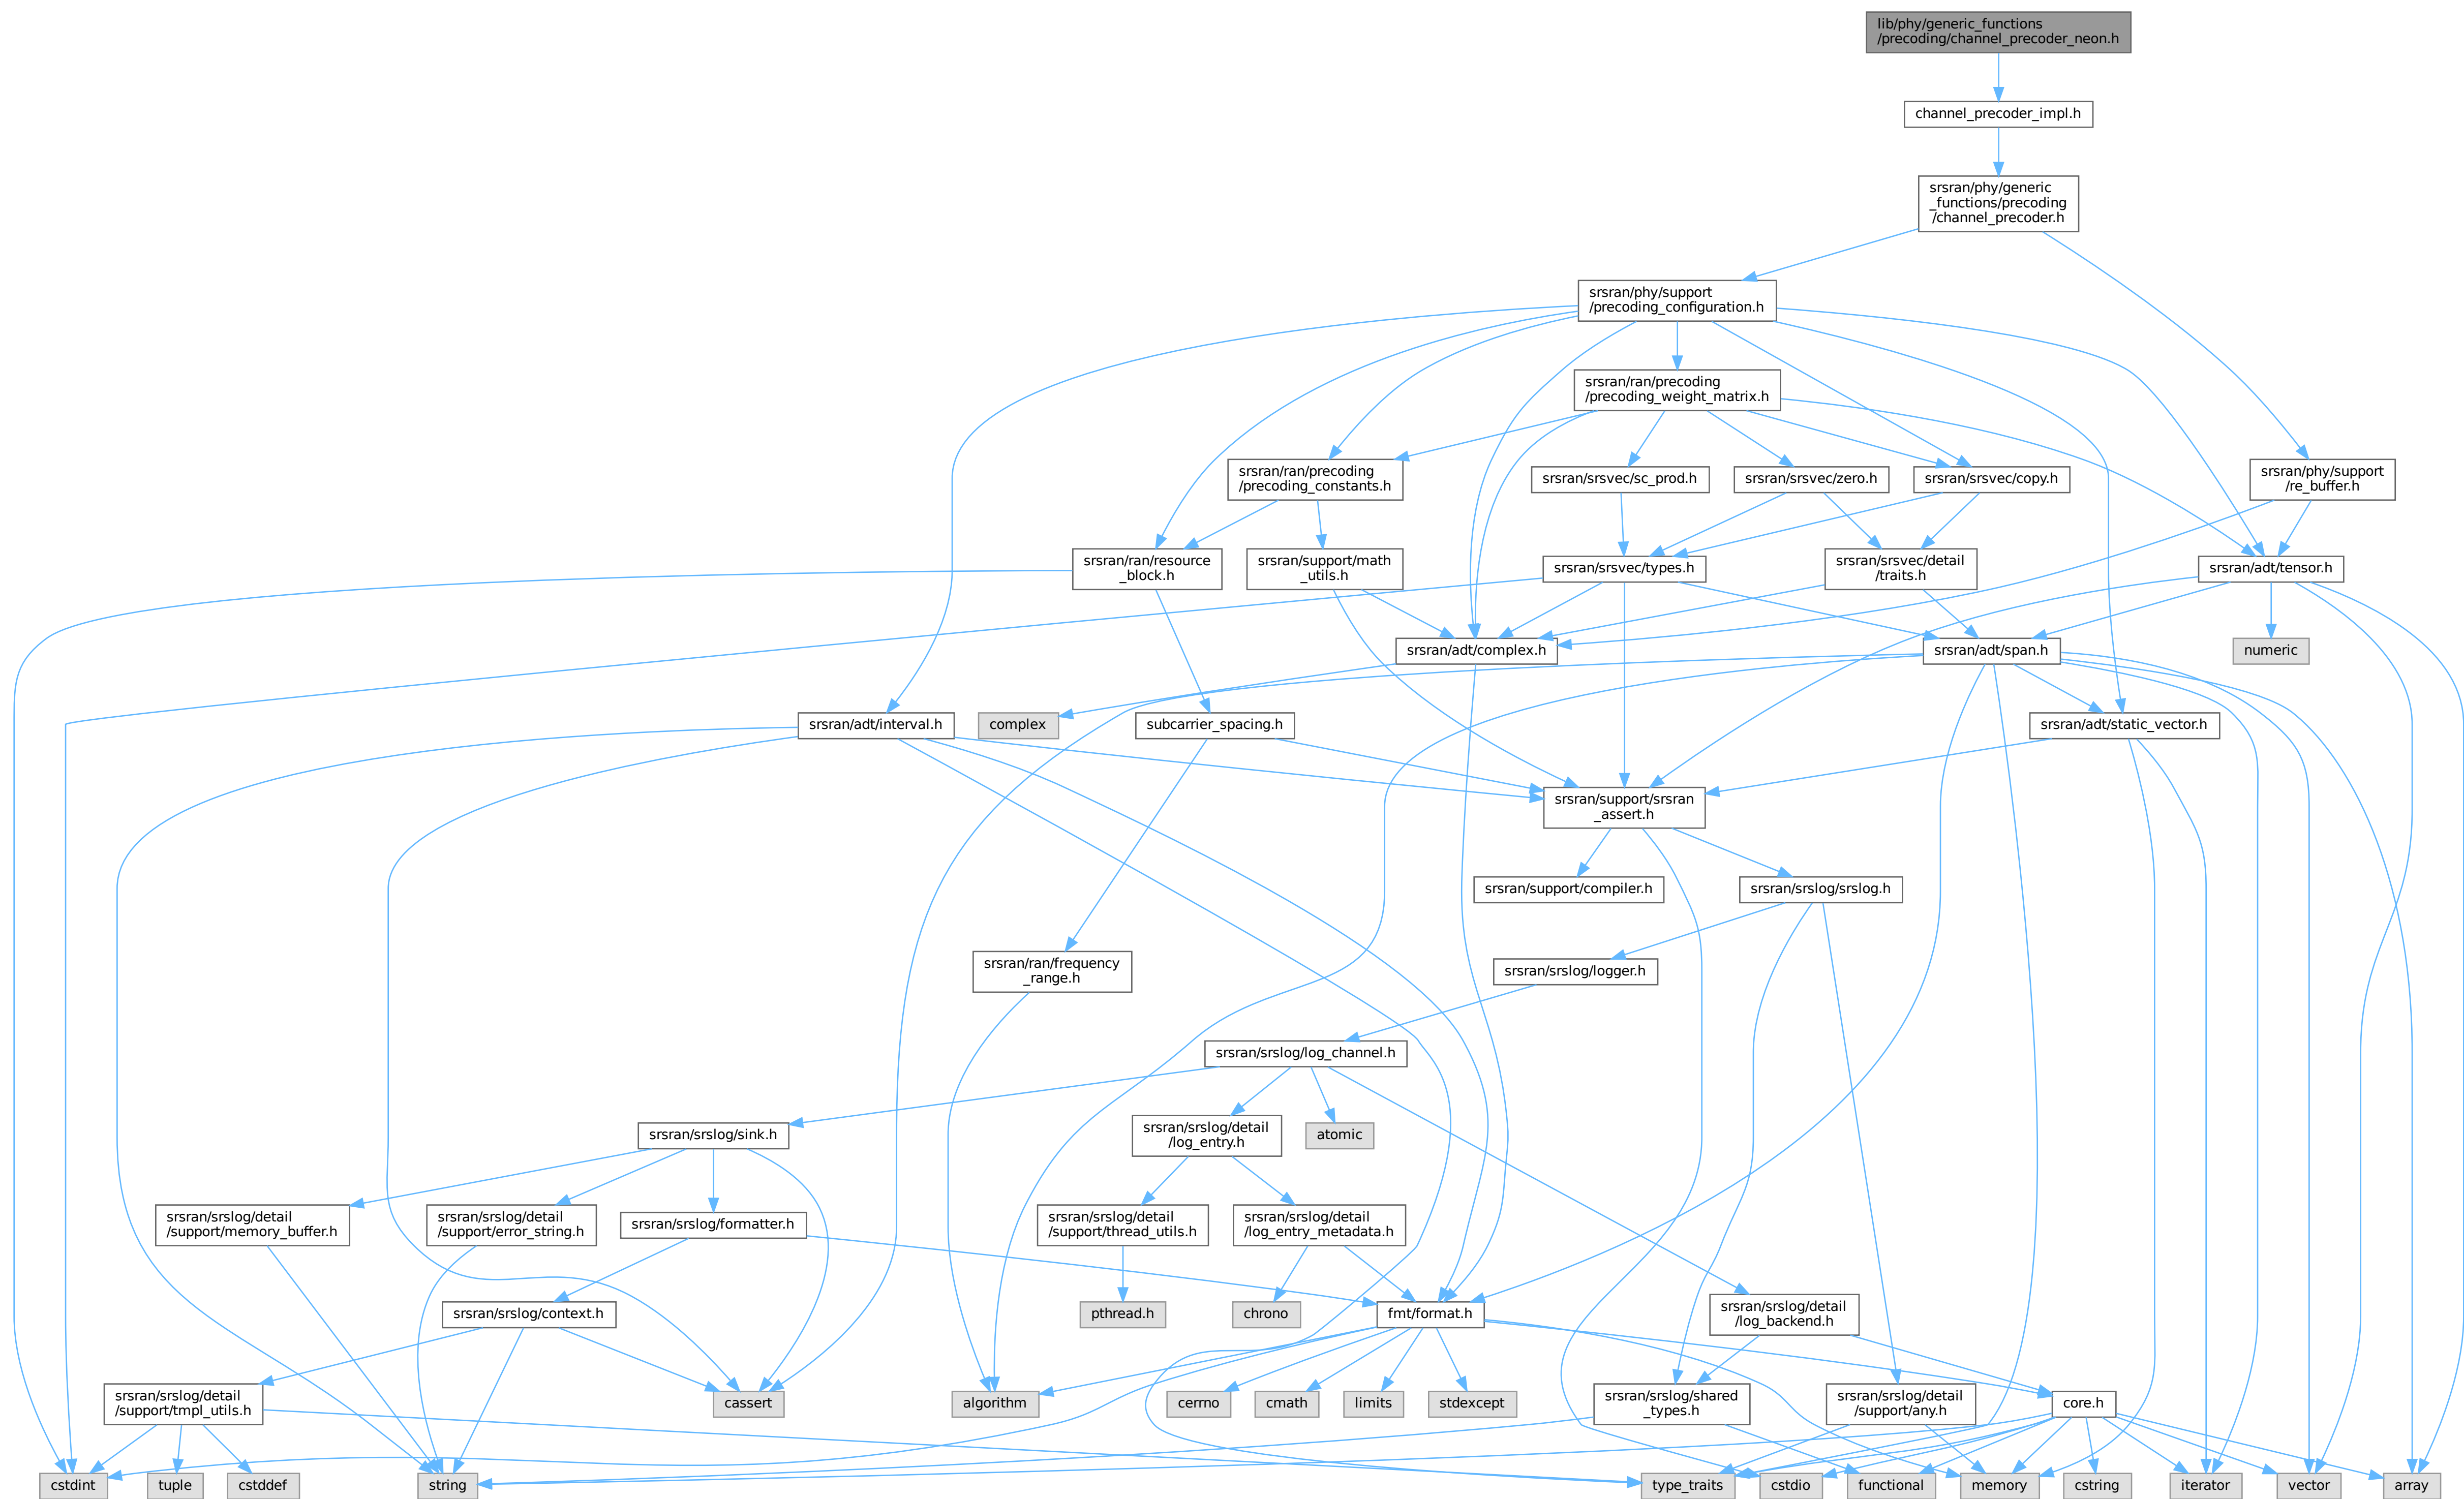 lib/phy/generic_functions
/precoding/channel_precoder_neon.h
channel_precoder_impl.h
srsran/phy/generic
_functions/precoding
/channel_precoder.h
srsran/phy/support
/precoding_configuration.h
srsran/ran/precoding
/precoding_weight_matrix.h
srsran/ran/precoding
/precoding_constants.h
srsran/srsvec/sc_prod.h
srsran/srsvec/zero.h
srsran/srsvec/copy.h
srsran/phy/support
/re_buffer.h
srsran/ran/resource
_block.h
srsran/support/math
_utils.h
srsran/srsvec/types.h
srsran/srsvec/detail
/traits.h
srsran/adt/tensor.h
srsran/adt/complex.h
srsran/adt/span.h
numeric
srsran/adt/interval.h
complex
subcarrier_spacing.h
srsran/adt/static_vector.h
srsran/support/srsran
_assert.h
srsran/support/compiler.h
srsran/srslog/srslog.h
srsran/ran/frequency
_range.h
srsran/srslog/logger.h
srsran/srslog/log_channel.h
srsran/srslog/sink.h
srsran/srslog/detail
/log_entry.h
atomic
srsran/srslog/detail
/support/memory_buffer.h
srsran/srslog/detail
/support/error_string.h
srsran/srslog/formatter.h
srsran/srslog/detail
/support/thread_utils.h
srsran/srslog/detail
/log_entry_metadata.h
srsran/srslog/context.h
pthread.h
chrono
fmt/format.h
srsran/srslog/detail
/log_backend.h
srsran/srslog/detail
/support/tmpl_utils.h
cassert
algorithm
cerrno
cmath
limits
stdexcept
srsran/srslog/shared
_types.h
srsran/srslog/detail
/support/any.h
core.h
cstdint
tuple
cstddef
string
type_traits
cstdio
functional
memory
cstring
iterator
vector
array